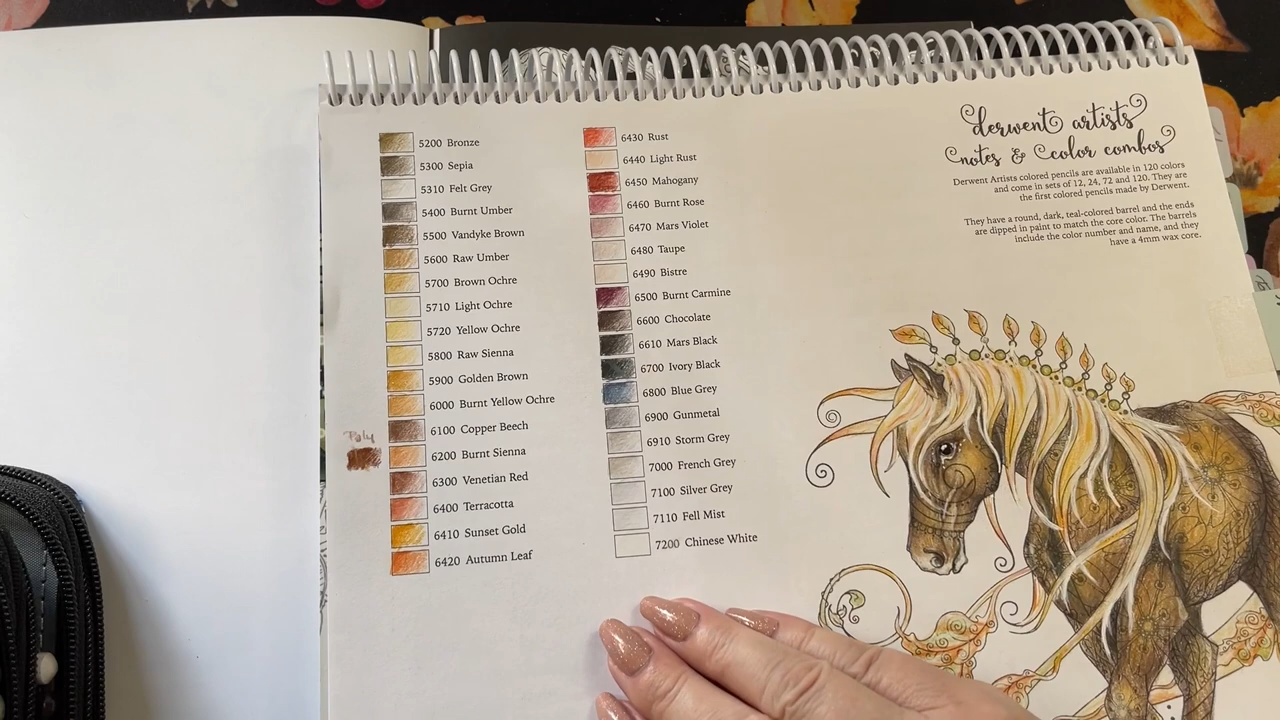 derwent artists
notes & color combos
Derwent Artists colored pencils are available in 120 colors
and come in sets of 12, 24, 72 and 120. They are
the first colored pencils made by Derwent.
They have a round, dark, teal-colored barrel and the ends
are dipped in paint to match the core color. The barrels
include the color number and name, and they
have a 4mm wax core.
5200 Bronze
5300 Sepia
5310 Felt Grey
5400 Burnt Umber
5500 Vandyke Brown
5600 Raw Umber
5700 Brown Ochre
5710 Light Ochre
5720 Yellow Ochre
5800 Raw Sienna
5900 Golden Brown
6000 Burnt Yellow Ochre
6100 Copper Beech
Poly
6200 Burnt Sienna
6300 Venetian Red
6400 Terracotta
6410 Sunset Gold
6420 Autumn Leaf
6430 Rust
6440 Light Rust
6450 Mahogany
6460 Burnt Rose
6470 Mars Violet
6480 Taupe
6490 Bistre
6500 Burnt Carmine
6600 Chocolate
6610 Mars Black
6700 Ivory Black
6800 Blue Grey
6900 Gunmetal
6910 Storm Grey
7000 French Grey
7100 Silver Grey
7110 Fell Mist
7200 Chinese White